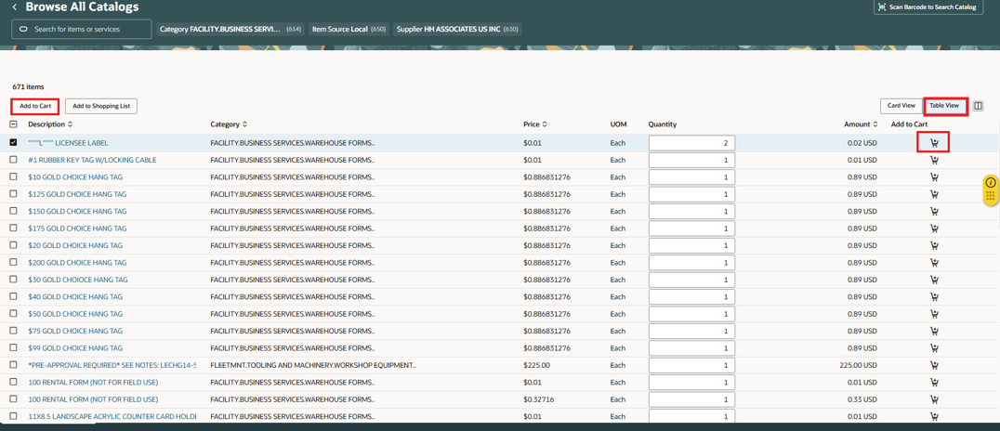 Browse All Catalogs
Scan Barcode to Search Catalog
Search for items or services
Category FACILITY.BUSINESS SERVI... (614)
Item Source Local (650)
Supplier HH ASSOCIATES US INC (610)
671 items
Add to Cart
Add to Shopping List
Card View
Table View
Description Category Price UOM Quantity Amount Add to Cart
LICENSEE LABEL FACILITY.BUSINESS SERVICES.WAREHOUSE FORMS.. $0.01 Each 2 0.02 USD
#1 RUBBER KEY TAG W/LOCKING CABLE FACILITY.BUSINESS SERVICES.WAREHOUSE FORMS.. $0.01 Each 1 0.01 USD
$10 GOLD CHOICE HANG TAG FACILITY.BUSINESS SERVICES.WAREHOUSE FORMS.. $0.886831276 Each 1 0.89 USD
$125 GOLD CHOICE HANG TAG FACILITY.BUSINESS SERVICES.WAREHOUSE FORMS.. $0.886831276 Each 1 0.89 USD
$150 GOLD CHOICE HANG TAG FACILITY.BUSINESS SERVICES.WAREHOUSE FORMS.. $0.886831276 Each 1 0.89 USD
$175 GOLD CHOICE HANG TAG FACILITY.BUSINESS SERVICES.WAREHOUSE FORMS.. $0.886831276 Each 1 0.89 USD
$20 GOLD CHOICE HANG TAG FACILITY.BUSINESS SERVICES.WAREHOUSE FORMS.. $0.886831276 Each 1 0.89 USD
$200 GOLD CHOICE HANG TAG FACILITY.BUSINESS SERVICES.WAREHOUSE FORMS.. $0.886831276 Each 1 0.89 USD
$30 GOLD CHOIOCE HANG TAG FACILITY.BUSINESS SERVICES.WAREHOUSE FORMS.. $0.886831276 Each 1 0.89 USD
$40 GOLD CHOICE HANG TAG FACILITY.BUSINESS SERVICES.WAREHOUSE FORMS.. $0.886831276 Each 1 0.89 USD
$50 GOLD CHOICE HANG TAG FACILITY.BUSINESS SERVICES.WAREHOUSE FORMS.. $0.886831276 Each 1 0.89 USD
$75 GOLD CHOICE HANG TAG FACILITY.BUSINESS SERVICES.WAREHOUSE FORMS.. $0.886831276 Each 1 0.89 USD
$99 GOLD CHOICE HANG TAG FACILITY.BUSINESS SERVICES.WAREHOUSE FORMS.. $0.886831276 Each 1 0.89 USD
*PRE-APPROVAL REQUIRED* SEE NOTES: LECHG14-5 FLEETMNT.TOOLING AND MACHINERY.WORKSHOP EQUIPMENT.. $225.00 Each 1 225.00 USD
100 RENTAL FORM (NOT FOR FIELD USE) FACILITY.BUSINESS SERVICES.WAREHOUSE FORMS.. $0.01 Each 1 0.01 USD
100 RENTAL FORM (NOT FOR FIELD USE) FACILITY.BUSINESS SERVICES.WAREHOUSE FORMS.. $0.32716 Each 1 0.33 USD
11X8.5 LANDSCAPE ACRYLIC COUNTER CARD HOLDI FACILITY.BUSINESS SERVICES.WAREHOUSE FORMS.. $0.01 Each 1 0.01 USD